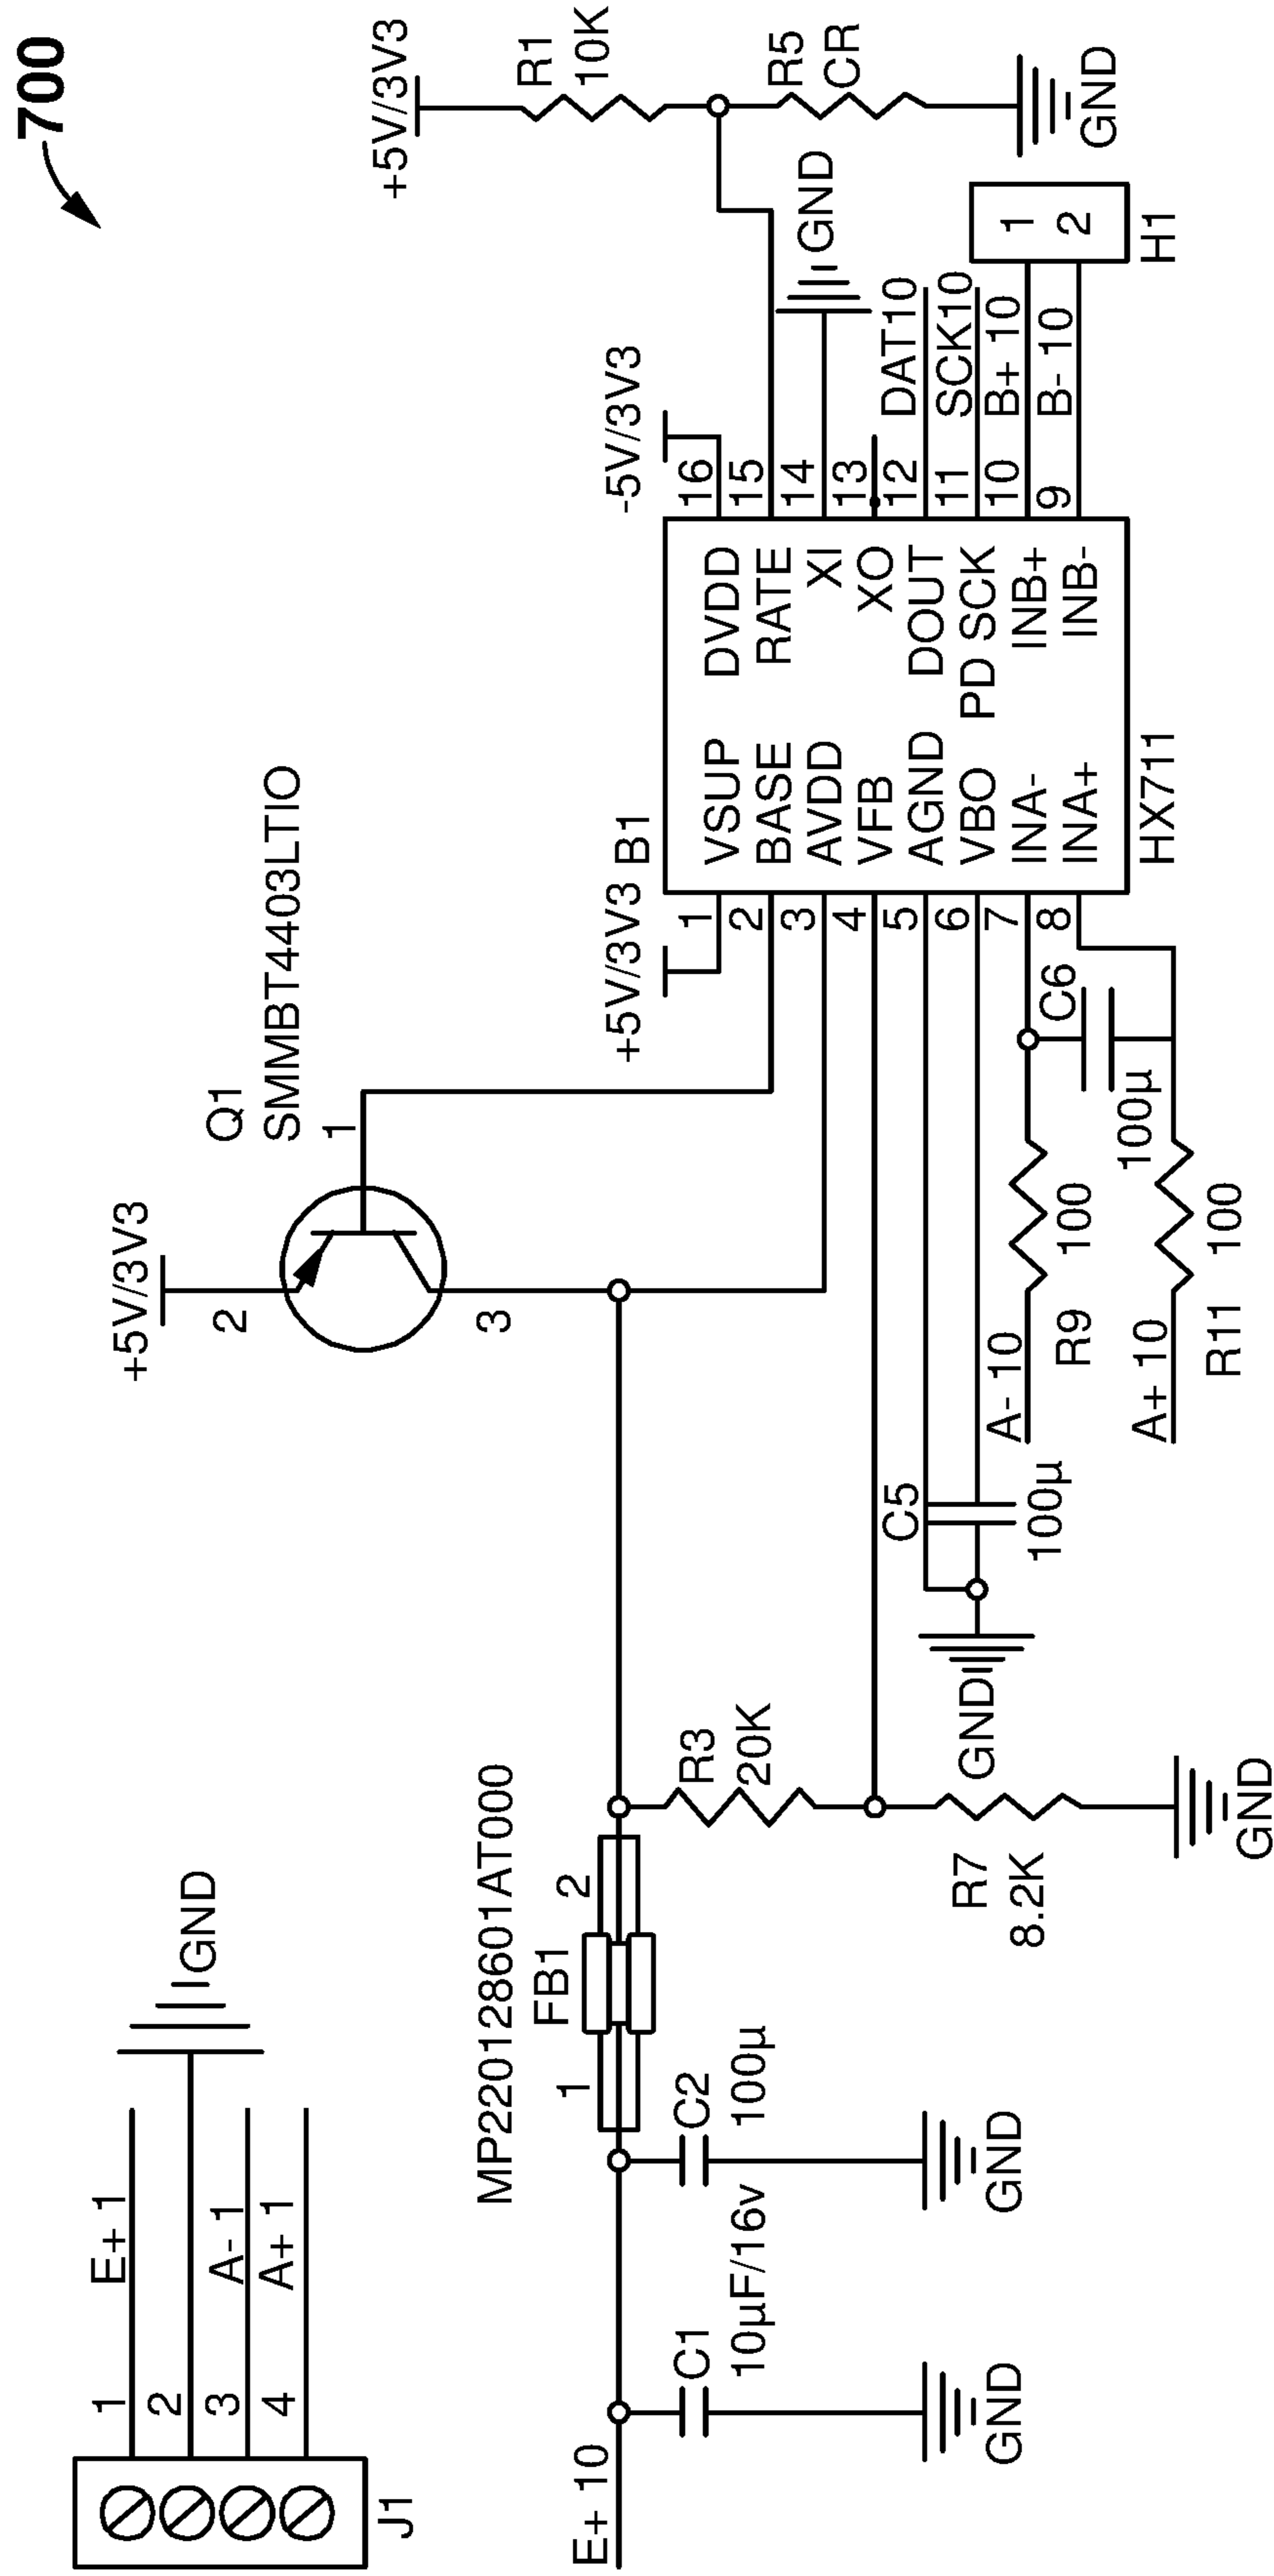 700
J1
1
2
3
4
E+ 1
GND
A- 1
A+ 1
+5V/3V3
2
Q1
SMMBT4403LTIO
1
3
+5V/3V3
R1
10K
R5
CR
GND
E+ 10
C1
10µF/16v
GND
C2
100µ
GND
MP220128601AT000
FB1
1
2
R3
20K
R7
8.2K
GND
GND
C5
100µ
A- 10
R9
100
A+ 10
R11
100
C6
100µ
+5V/3V3
B1
-5V/3V3
1 VSUP DVDD 16
2 BASE RATE 15
3 AVDD XI 14
4 VFB XO 13
5 AGND DOUT 12
6 VBO PD SCK 11
7 INA- INB+ 10
8 INA+ INB- 9
HX711
GND
DAT10
SCK10
B+ 10
B- 10
1
2
H1